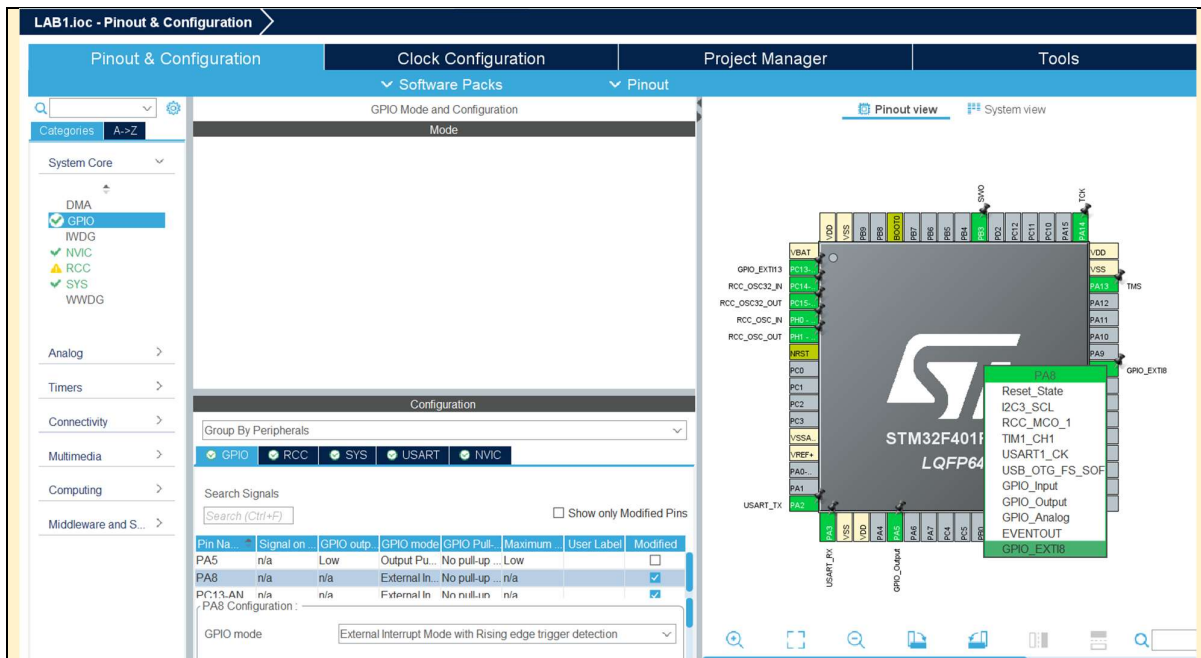 LAB1.ioc - Pinout & Configuration
Pinout & Configuration
Clock Configuration
Project Manager
Tools
Software Packs
Pinout
Categories
A->Z
System Core
DMA
GPIO
IWDG
NVIC
RCC
SYS
WWDG
Analog
Timers
Connectivity
Multimedia
Computing
Middleware and S...
GPIO Mode and Configuration
Mode
Configuration
Group By Peripherals
GPIO RCC SYS USART NVIC
Search Signals
Search (Ctrl+F)
Show only Modified Pins
Pin Na... Signal on ... GPIO outp... GPIO mode GPIO Pull-... Maximum ... User Label Modified
PA5 n/a Low Output Pu... No pull-up ... Low
PA8 n/a n/a External In... No pull-up ... n/a
PC13-AN n/a n/a External In No pull-up n/a
PA8 Configuration :
GPIO mode
External Interrupt Mode with Rising edge trigger detection
Pinout view
System view
SWO
TCK
VDD VSS PB9 PB8 BOOT0 PB7 PB6 PB5 PB4 PB3 PD2 PC12 PC11 PC10 PA15 PA14
VBAT
GPIO_EXTI13 PC13-..
RCC_OSC32_IN PC14-..
RCC_OSC32_OUT PC15-..
RCC_OSC_IN PH0 -..
RCC_OSC_OUT PH1 -..
NRST
PC0
PC1
PC2
PC3
VSSA..
VREF+
PA0-..
PA1
USART_TX PA2
VDD
VSS
PA13 TMS
PA12
PA11
PA10
PA9
GPIO_EXTI8
ST
STM32F401
LQFP64
PA8
Reset_State
I2C3_SCL
RCC_MCO_1
TIM1_CH1
USART1_CK
USB_OTG_FS_SOF
GPIO_Input
GPIO_Output
GPIO_Analog
EVENTOUT
GPIO_EXTI8
PA3 VSS VDD PA4 PA5 PA6 PA7 PC4 PC5 PB0
USART_RX
GPIO_Output